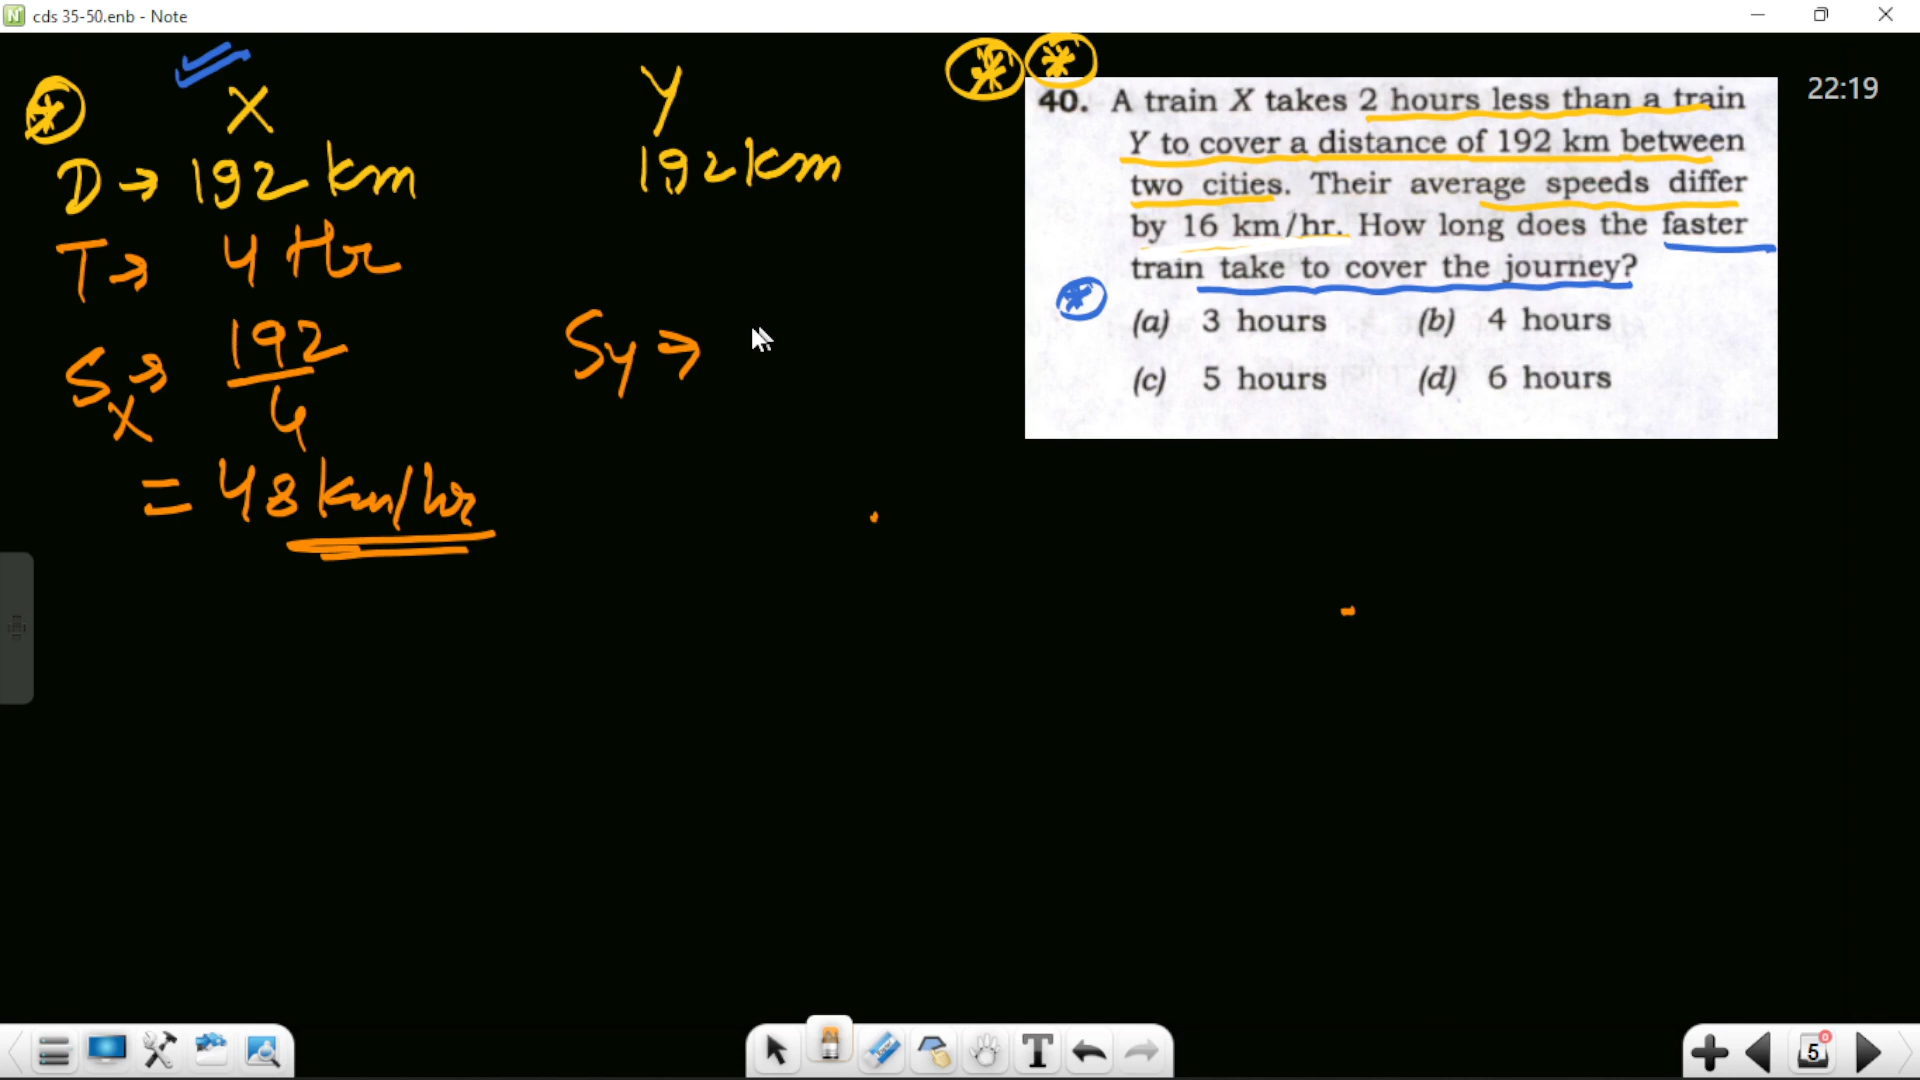 cds 35-50.enb - Note
X
Y
D → 192 km
192 km
T → 4 Hr
S
X → 192/4
Sy →
= 48 km/hr
40. A train X takes 2 hours less than a train
Y to cover a distance of 192 km between
two cities. Their average speeds differ
by 16 km/hr. How long does the faster
train take to cover the journey?
(a) 3 hours (b) 4 hours
(c) 5 hours (d) 6 hours
22:19
T
5
0